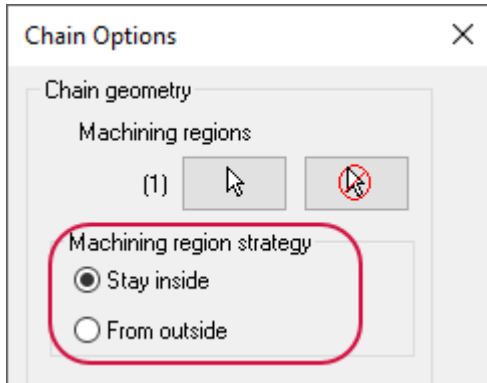 Chain Options
Chain geometry
Machining regions
(1)
Machining region strategy
Stay inside
From outside